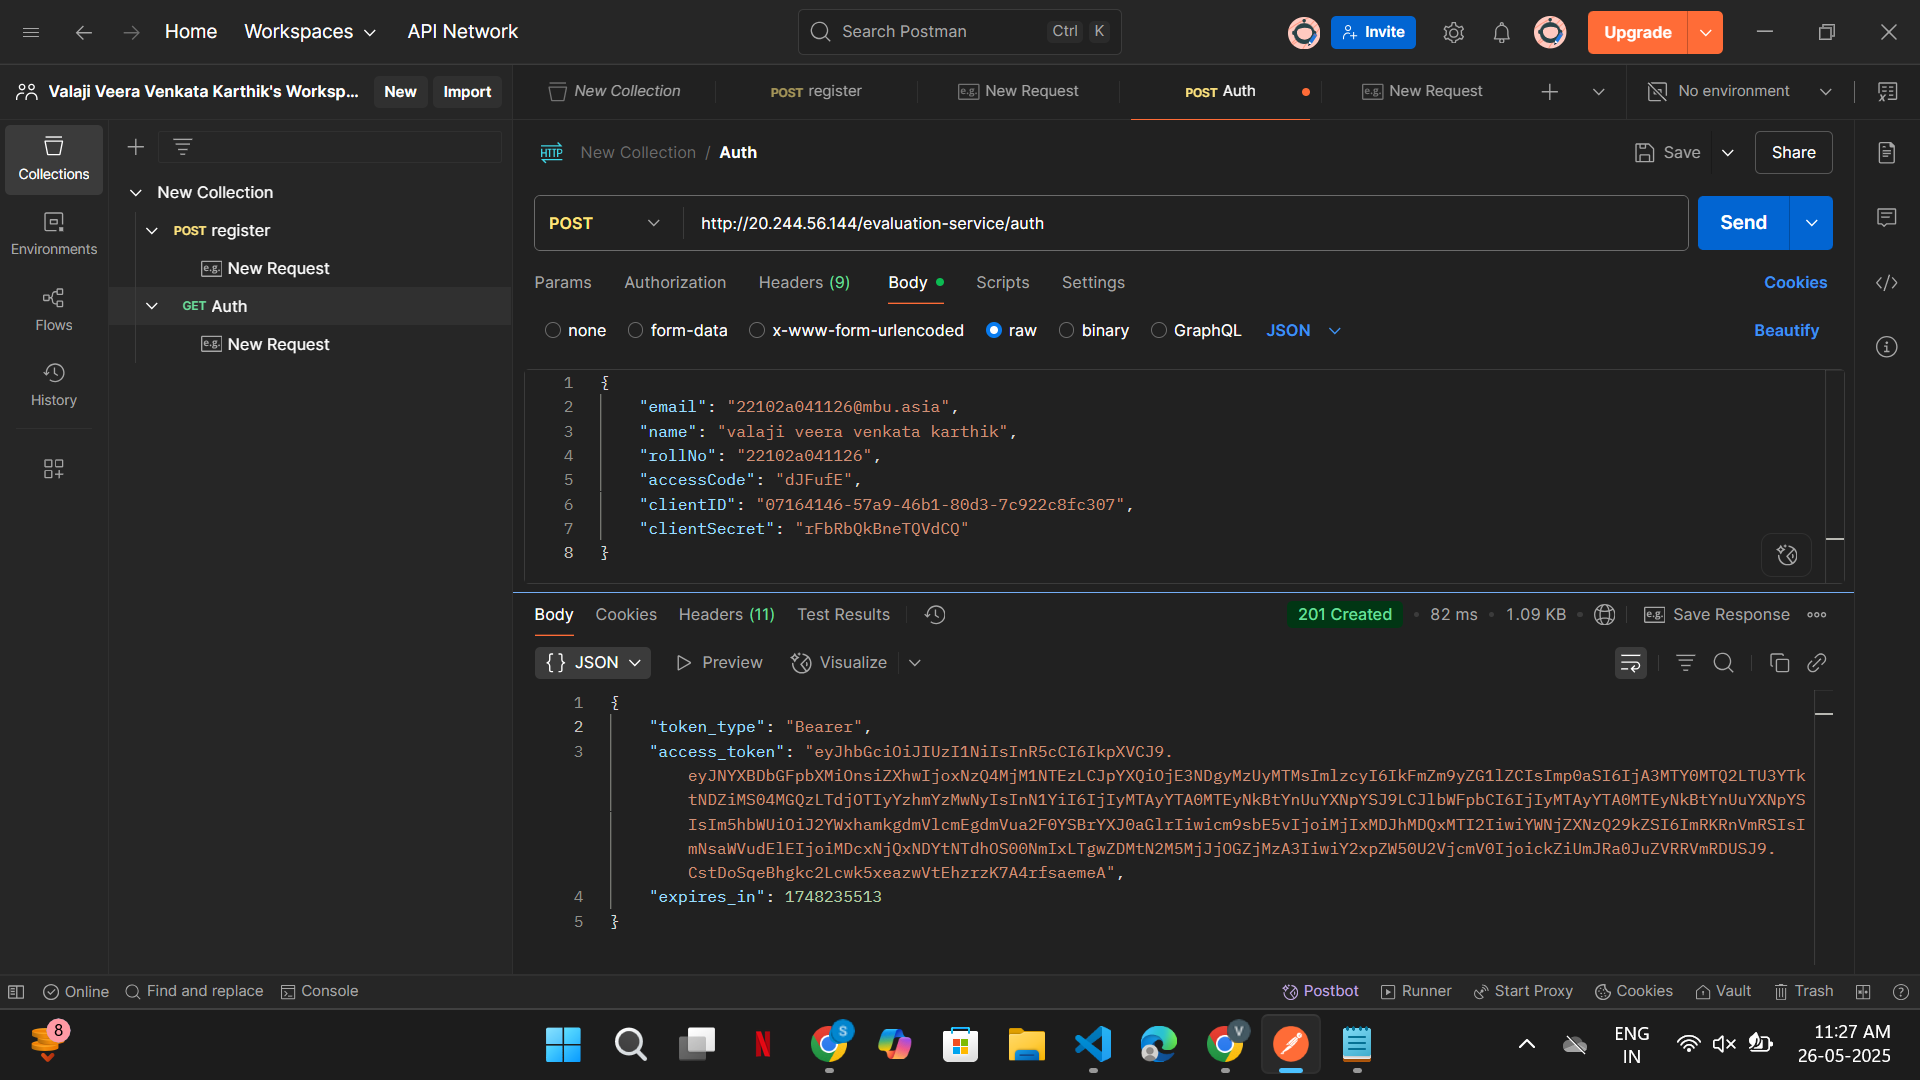 Home
Workspaces
API Network
Search Postman
Ctrl
K
Invite
Upgrade
Valaji Veera Venkata Karthik's Worksp...
New
Import
New Collection
POST register
e.g. New Request
POST Auth
e.g. New Request
No environment
Collections
Environments
Flows
History
New Collection
POST register
e.g. New Request
GET Auth
e.g. New Request
HTTP
New Collection / Auth
Save
Share
POST
http://20.244.56.144/evaluation-service/auth
Send
Params
Authorization
Headers (9)
Body
Scripts
Settings
Cookies
none
form-data
x-www-form-urlencoded
raw
binary
GraphQL
JSON
Beautify
1 {
2 "email": "22102a041126@mbu.asia",
3 "name": "valaji veera venkata karthik",
4 "rollNo": "22102a041126",
5 "accessCode": "dJFufE",
6 "clientID": "07164146-57a9-46b1-80d3-7c922c8fc307",
7 "clientSecret": "rFbRbQkBneTQVdCQ"
8 }
Body
Cookies
Headers (11)
Test Results
201 Created
82 ms
1.09 KB
e.g. Save Response
{} JSON
Preview
Visualize
1 {
2 "token_type": "Bearer",
3 "access_token": "eyJhbGciOiJIUzI1NiIsInR5cCI6IkpXVCJ9.
eyJNYXBDbGFpbXMiOnsiZXhwIjoxNzQ4MjM1NTEzLCJpYXQiOjE3NDgyMzUyMTMsImlzcyI6IkFmZm9yZG1lZCIsImp0aSI6IjA3MTY0MTQ2LTU3YTk
tNDZiMS04MGQzLTdjOTIyYzhmYzMwNyIsInN1YiI6IjIyMTAyYTA0MTEyNkBtYnUuYXNpYSJ9LCJlbWFpbCI6IjIyMTAyYTA0MTEyNkBtYnUuYXNpYS
IsIm5hbWUiOiJ2YWxhamkgdmVlcmEgdmVua2F0YSBrYXJ0aGlrIiwicm9sbE5vIjoiMjIxMDJhMDQxMTI2IiwiYWNjZXNzQ29kZSI6ImRKRnVmRSIsI
mNsaWVudElEIjoiMDcxNjQxNDYtNTdhOS00NmIxLTgwZDMtN2M5MjJjOGZjMzA3IiwiY2xpZW50U2VjcmV0IjoickZiUmJRa0JuZVRRVmRDUSJ9.
CstDoSqeBhgkc2Lcwk5xeazwVtEhzrzK7A4rfsaemeA",
4 "expires_in": 1748235513
5 }
Online
Find and replace
Console
Postbot
Runner
Start Proxy
Cookies
Vault
Trash
8
S
V
ENG
IN
11:27 AM
26-05-2025